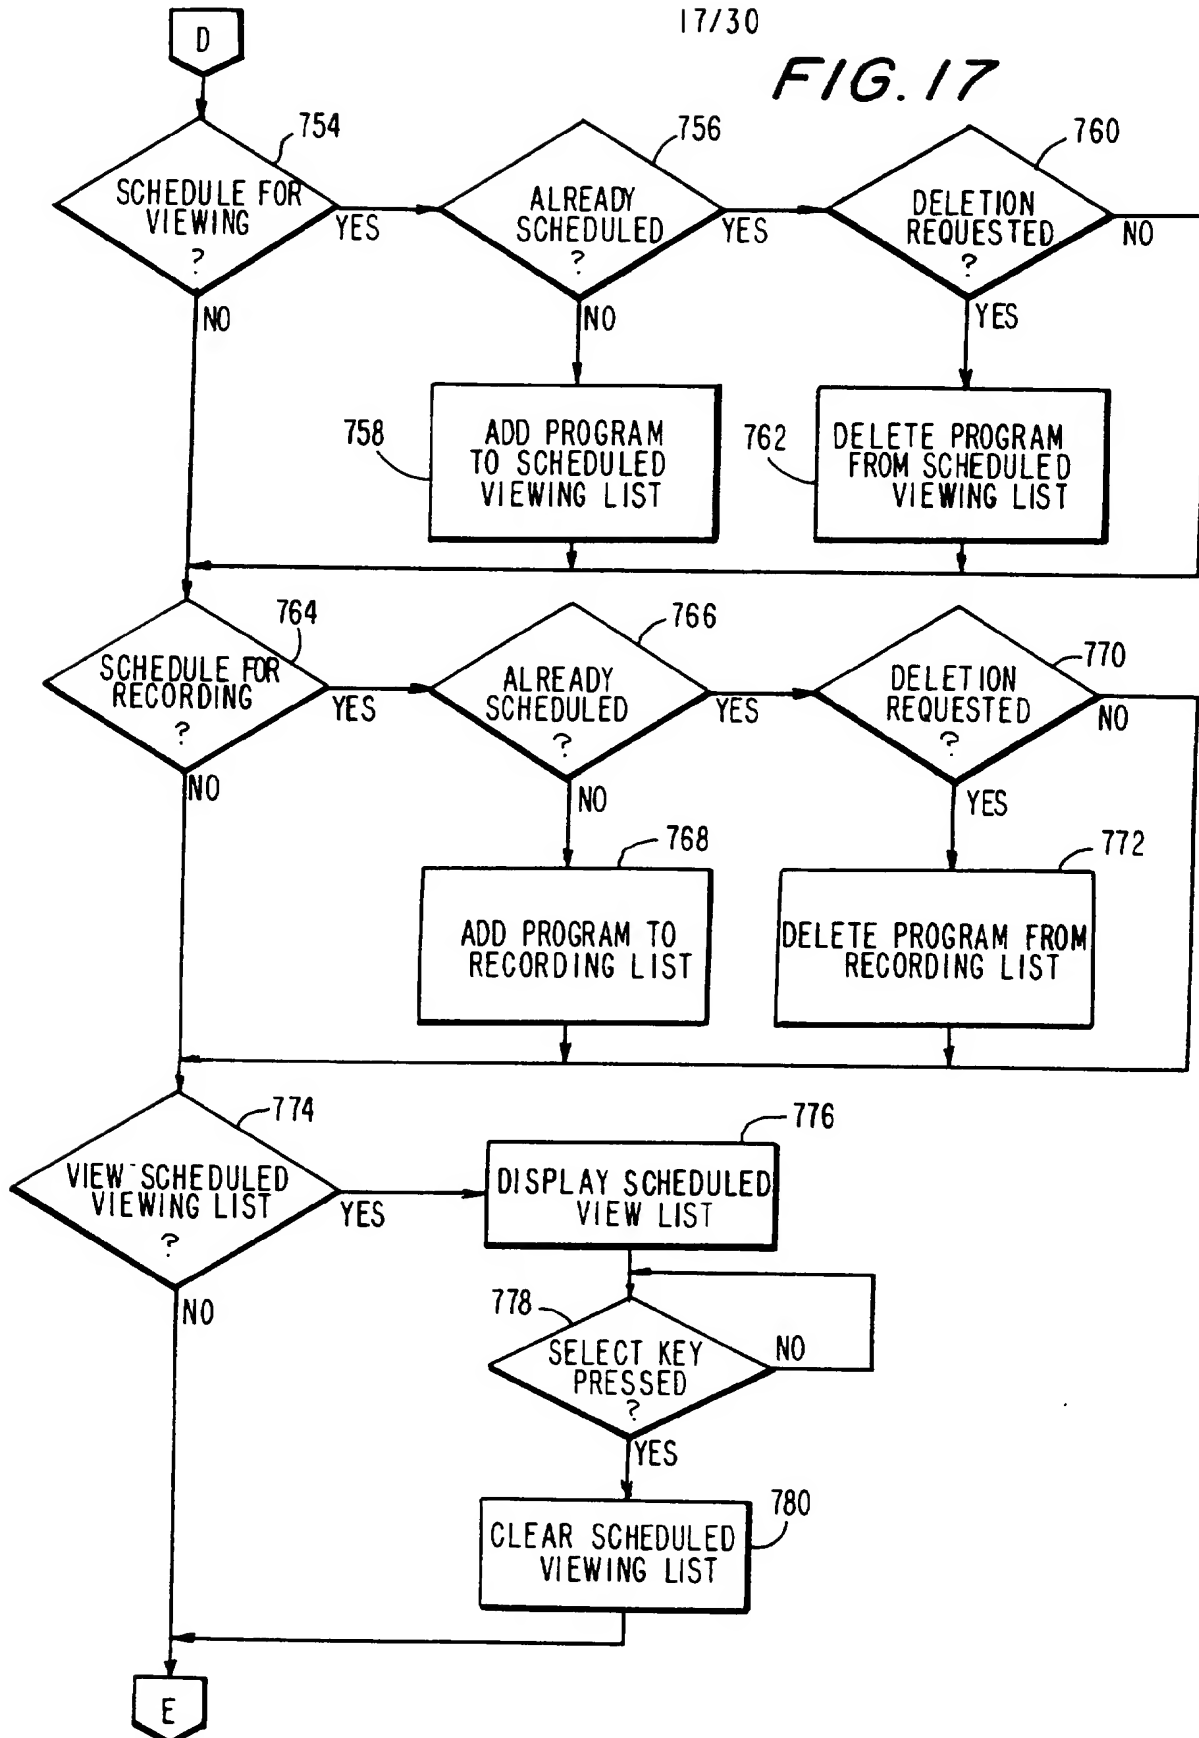 17/30
FIG. 17
D
754
SCHEDULE FOR
VIEWING
?
YES
NO
756
ALREADY
SCHEDULED
?
YES
NO
760
DELETION
REQUESTED
?
NO
YES
758
ADD PROGRAM
TO SCHEDULED
VIEWING LIST
762
DELETE PROGRAM
FROM SCHEDULED
VIEWING LIST
764
SCHEDULE FOR
RECORDING
?
YES
NO
766
ALREADY
SCHEDULED
?
YES
NO
770
DELETION
REQUESTED
?
NO
YES
768
ADD PROGRAM TO
RECORDING LIST
772
DELETE PROGRAM FROM
RECORDING LIST
774
VIEW SCHEDULED
VIEWING LIST
?
YES
NO
776
DISPLAY SCHEDULED
VIEW LIST
778
SELECT KEY
PRESSED
?
NO
YES
780
CLEAR SCHEDULED
VIEWING LIST
E